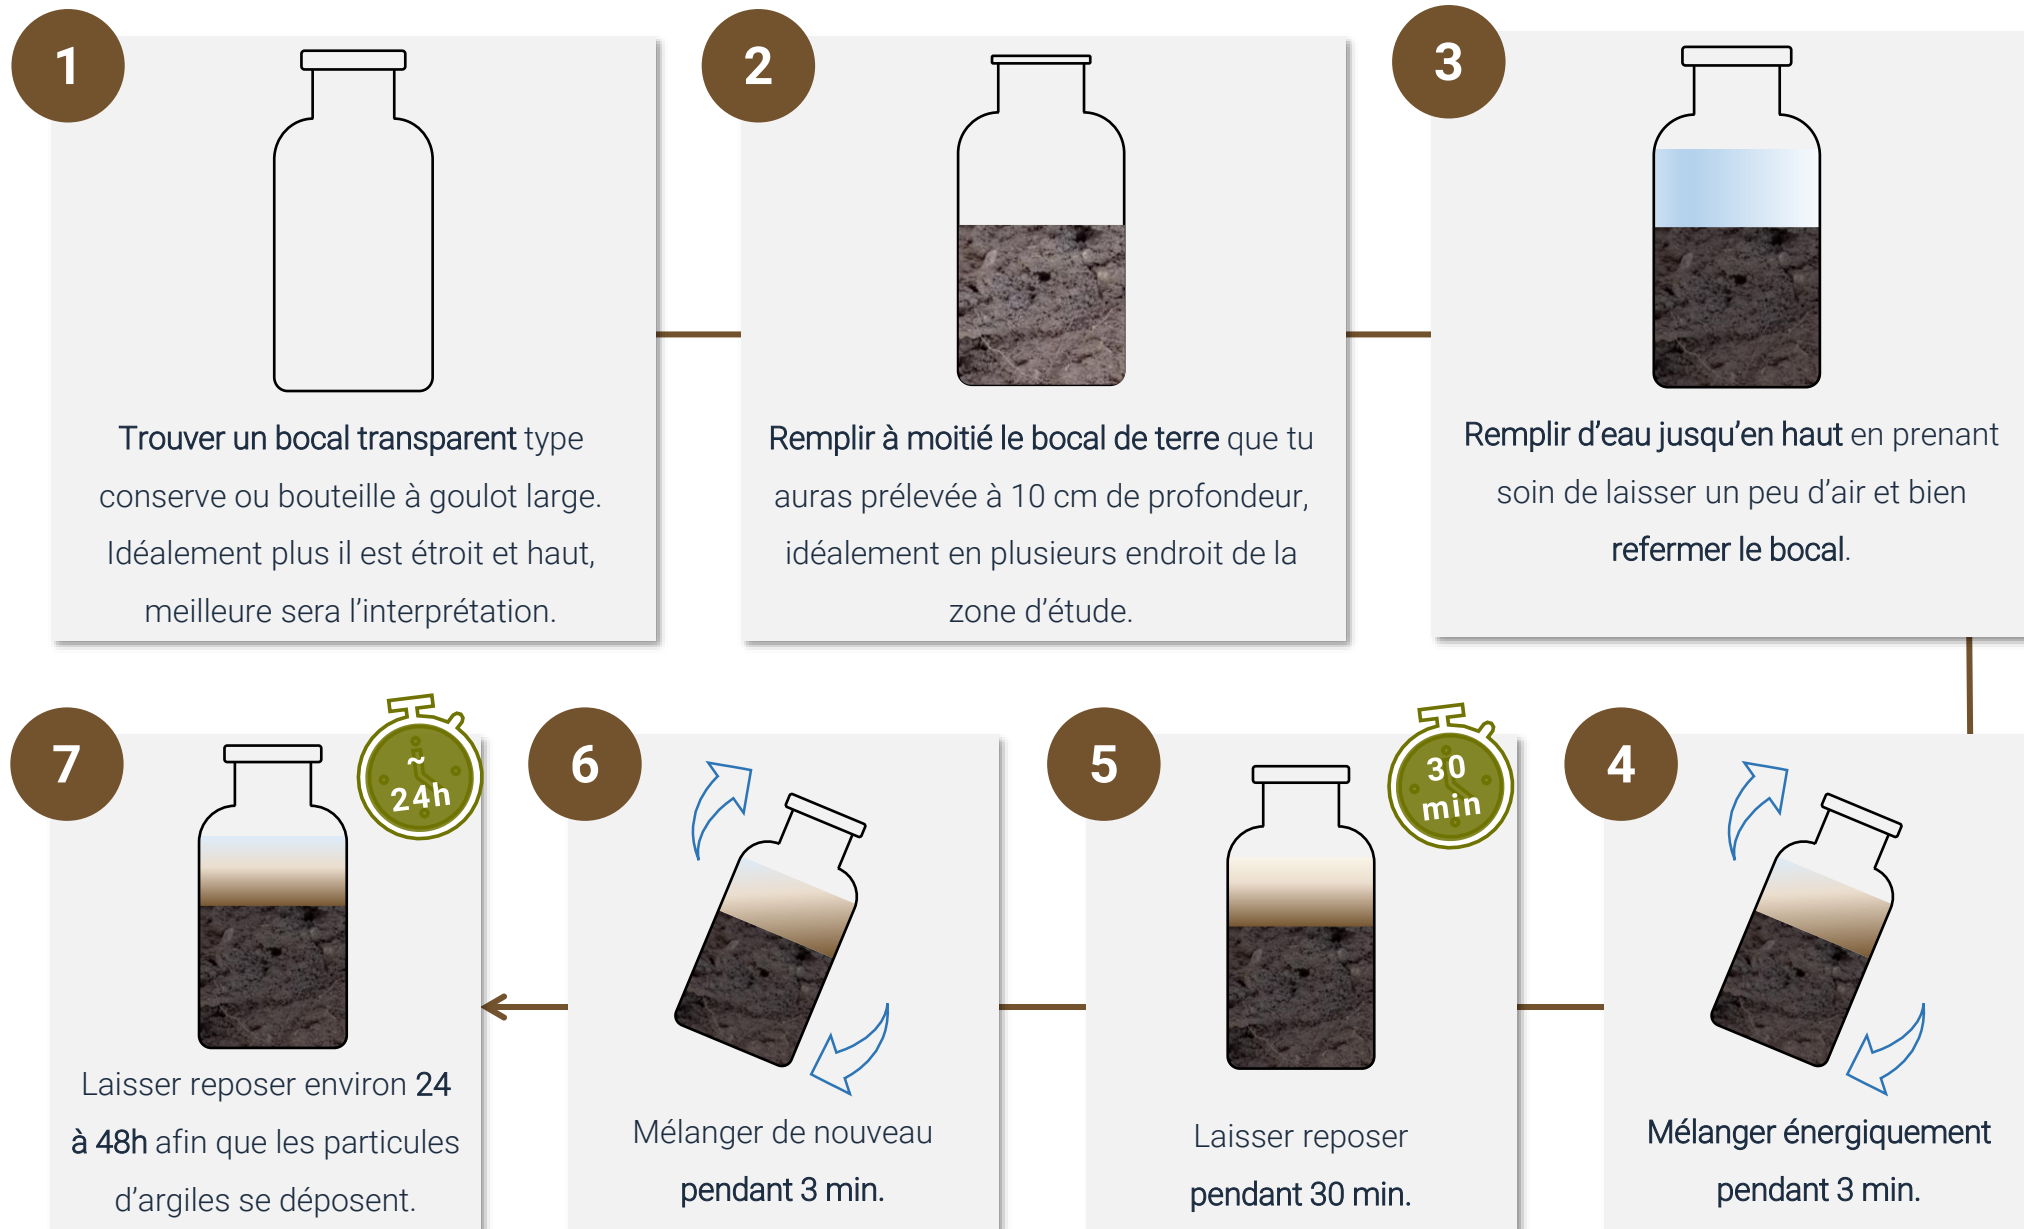 1
Trouver un bocal transparent type
conserve ou bouteille à goulot large.
Idéalement plus il est étroit et haut,
meilleure sera l'interprétation.
2
Remplir à moitié le bocal de terre que tu
auras prélevée à 10 cm de profondeur,
idéalement en plusieurs endroit de la
zone d'étude.
3
Remplir d'eau jusqu'en haut en prenant
soin de laisser un peu d'air et bien
refermer le bocal.
4
Mélanger énergiquement
pendant 3 min.
5
30
min
Laisser reposer
pendant 30 min.
6
Mélanger de nouveau
pendant 3 min.
7
~
24h
Laisser reposer environ 24
à 48h afin que les particules
d'argiles se déposent.